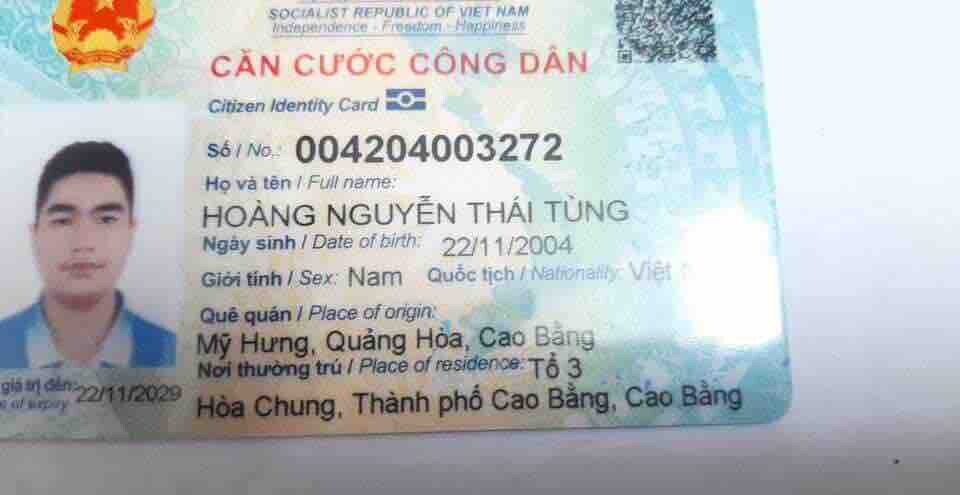 SOCIALIST REPUBLIC OF VIET NAM
Independence - Freedom - Happiness
CĂN CƯỚC CÔNG DÂN
Citizen Identity Card
Số / No.: 004204003272
Họ và tên / Full name:
HOÀNG NGUYỄN THÁI TÙNG
Ngày sinh / Date of birth: 22/11/2004
Giới tính / Sex: Nam Quốc tịch / Nationality: Việt
Quê quán / Place of origin:
Mỹ Hưng, Quảng Hòa, Cao Bằng
Nơi thường trú / Place of residence: Tổ 3
Hòa Chung, Thành phố Cao Bằng, Cao Bằng
giá trị đến: 22/11/2029
of expiry